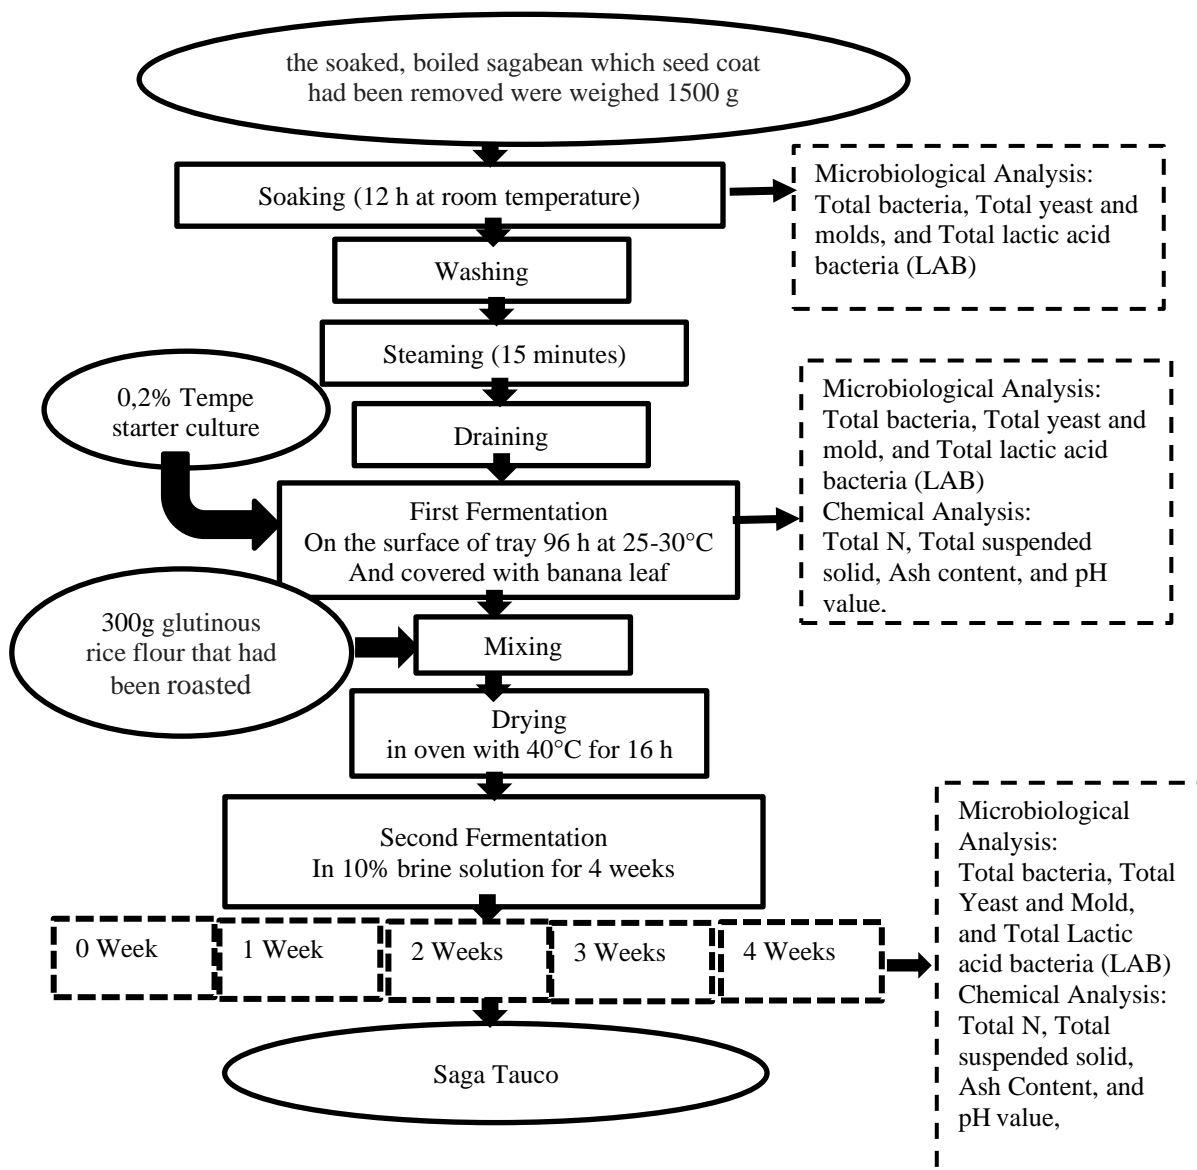 the soaked, boiled sagabean which seed coat
had been removed were weighed 1500 g
Soaking (12 h at room temperature)
Microbiological Analysis:
Total bacteria, Total yeast and
molds, and Total lactic acid
bacteria (LAB)
Washing
Steaming (15 minutes)
0,2% Tempe
starter culture
Draining
First Fermentation
On the surface of tray 96 h at 25-30°C
And covered with banana leaf
Microbiological Analysis:
Total bacteria, Total yeast and
mold, and Total lactic acid
bacteria (LAB)
Chemical Analysis:
Total N, Total suspended
solid, Ash content, and pH
value.
300g glutinous
rice flour that had
been roasted
Mixing
Drying
in oven with 40°C for 16 h
Second Fermentation
In 10% brine solution for 4 weeks
0 Week
1 Week
2 Weeks
3 Weeks
4 Weeks
Microbiological
Analysis:
Total bacteria, Total
Yeast and Mold,
and Total Lactic
acid bacteria (LAB)
Chemical Analysis:
Total N, Total
suspended solid,
Ash Content, and
pH value,
Saga Tauco